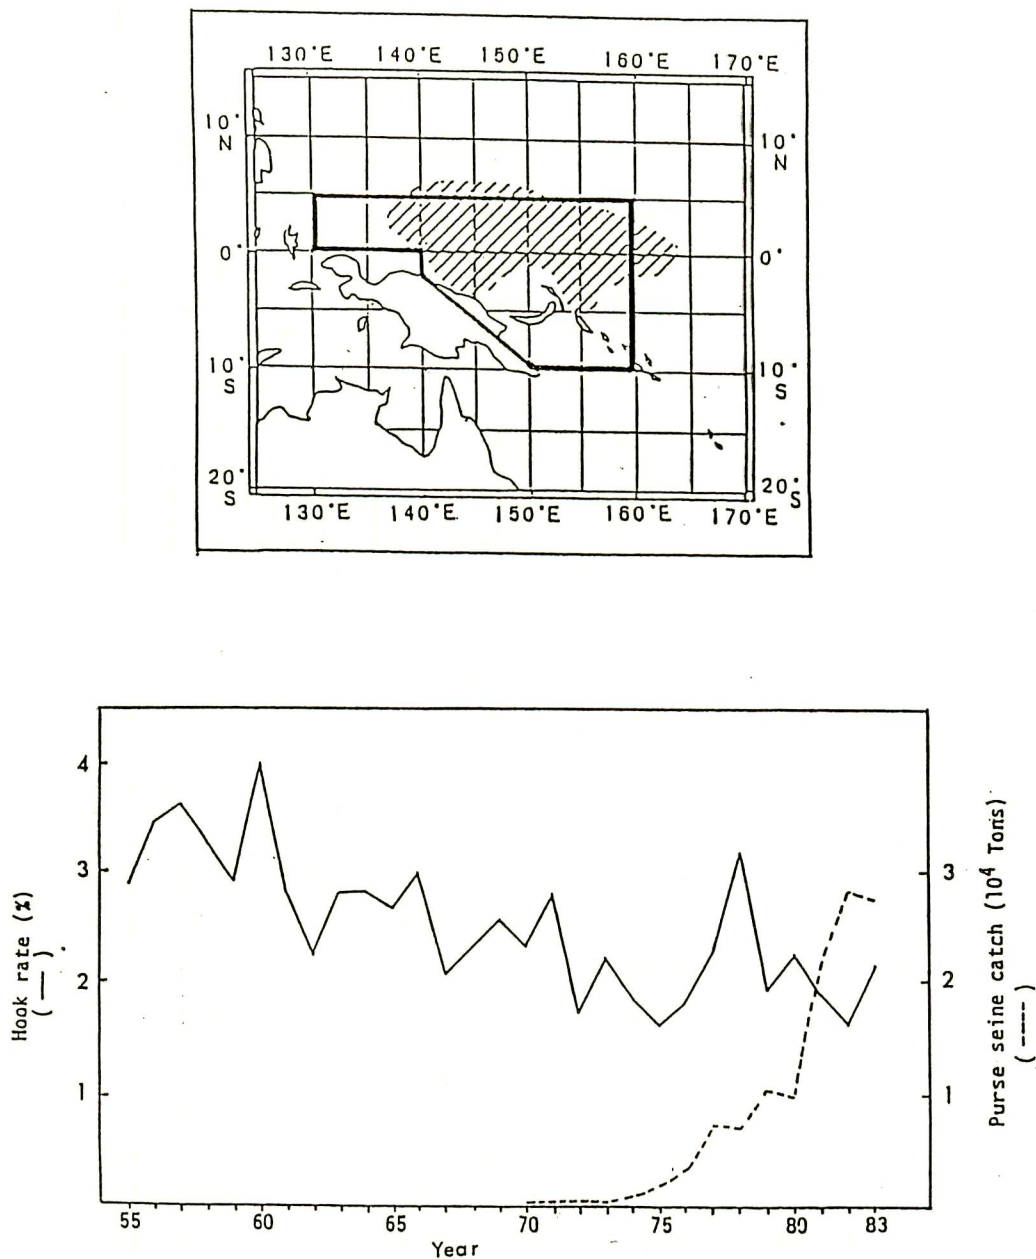 130°E 140°E 150°E 160°E 170°E
10° N 10° N
0° 0°
10° S 10° S
20° S 20° S
130°E 140°E 150°E 160°E 170°E
4
3 3
2 2
1 1
Hook rate (%)
( — )
Purse seine catch (10⁴ Tons)
( ---- )
55 60 65 70 75 80 83
Year